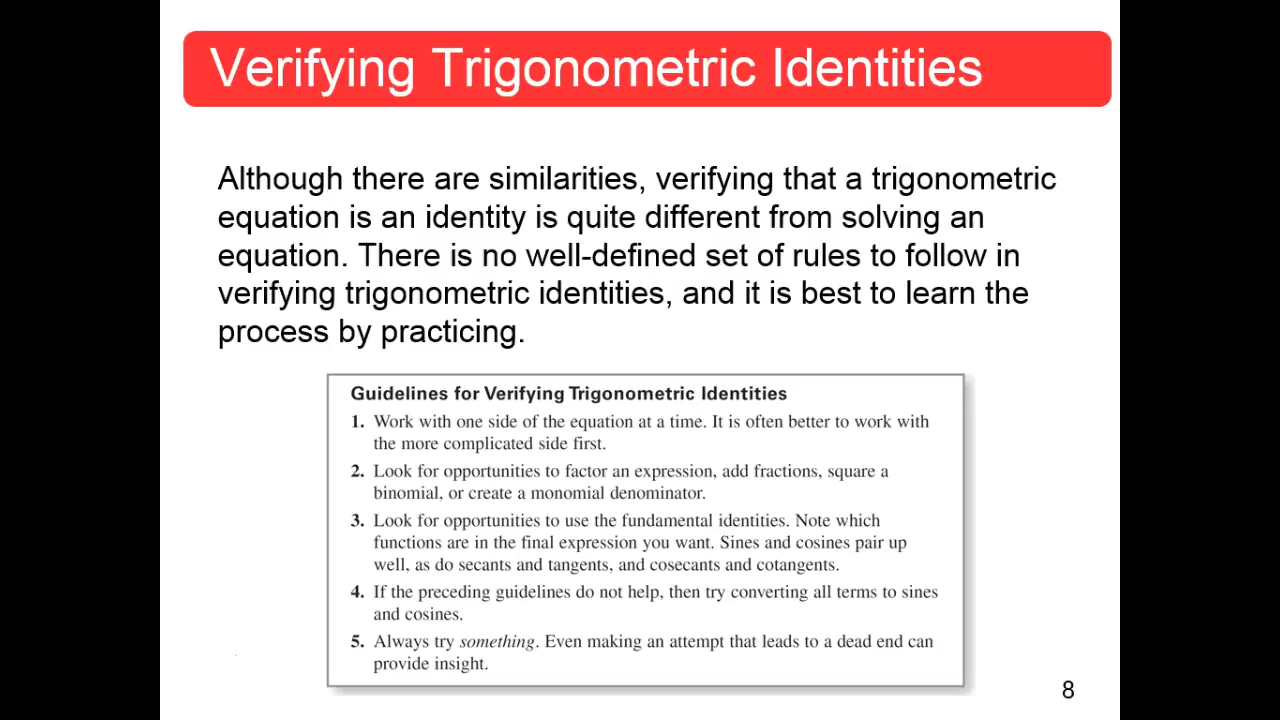 Verifying Trigonometric Identities
Although there are similarities, verifying that a trigonometric
equation is an identity is quite different from solving an
equation. There is no well-defined set of rules to follow in
verifying trigonometric identities, and it is best to learn the
process by practicing.
Guidelines for Verifying Trigonometric Identities
1. Work with one side of the equation at a time. It is often better to work with
the more complicated side first.
2. Look for opportunities to factor an expression, add fractions, square a
binomial, or create a monomial denominator.
3. Look for opportunities to use the fundamental identities. Note which
functions are in the final expression you want. Sines and cosines pair up
well, as do secants and tangents, and cosecants and cotangents.
4. If the preceding guidelines do not help, then try converting all terms to sines
and cosines.
5. Always try something. Even making an attempt that leads to a dead end can
provide insight.
8